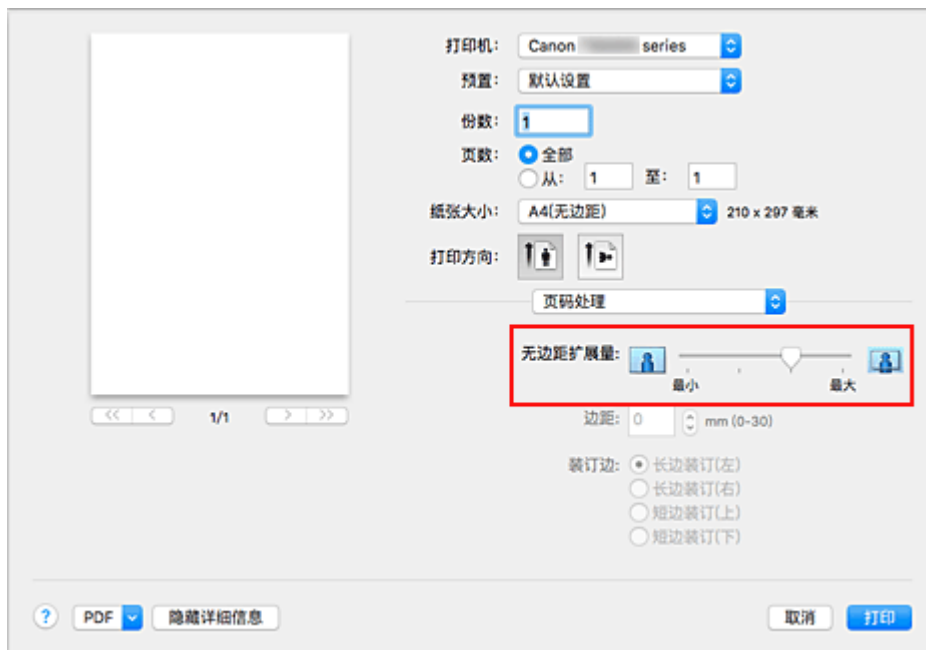 打印机: Canon series
预置: 默认设置
份数: 1
页数: 全部
从: 1 至: 1
纸张大小: A4(无边距) 210 x 297 毫米
打印方向:
页码处理
无边距扩展量:
最小 最大
<< < 1/1 > >>
边距: 0 mm (0-30)
装订边: 长边装订(左)
长边装订(右)
短边装订(上)
短边装订(下)
? PDF 隐藏详细信息 取消 打印